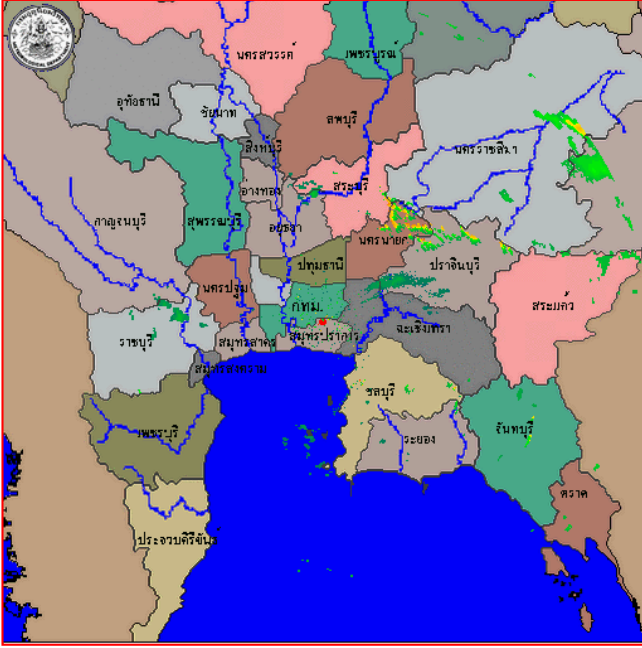 นครสวรรค์
เพชรบูรณ์
อุทัยธานี
ชัยนาท
ลพบุรี
สิงห์บุรี
นครราชสีมา
อ่างทอง
สระบุรี
กาญจนบุรี
สุพรรณบุรี
อยุธยา
นครนายก
ปทุมธานี
ปราจีนบุรี
นครปฐม
สระแก้ว
กทม.
ราชบุรี
สมุทรสาคร
สมุทรปราการ
ฉะเชิงเทรา
สมุทรสงคราม
ชลบุรี
เพชรบุรี
ระยอง
จันทบุรี
ตราด
ประจวบคีรีขันธ์